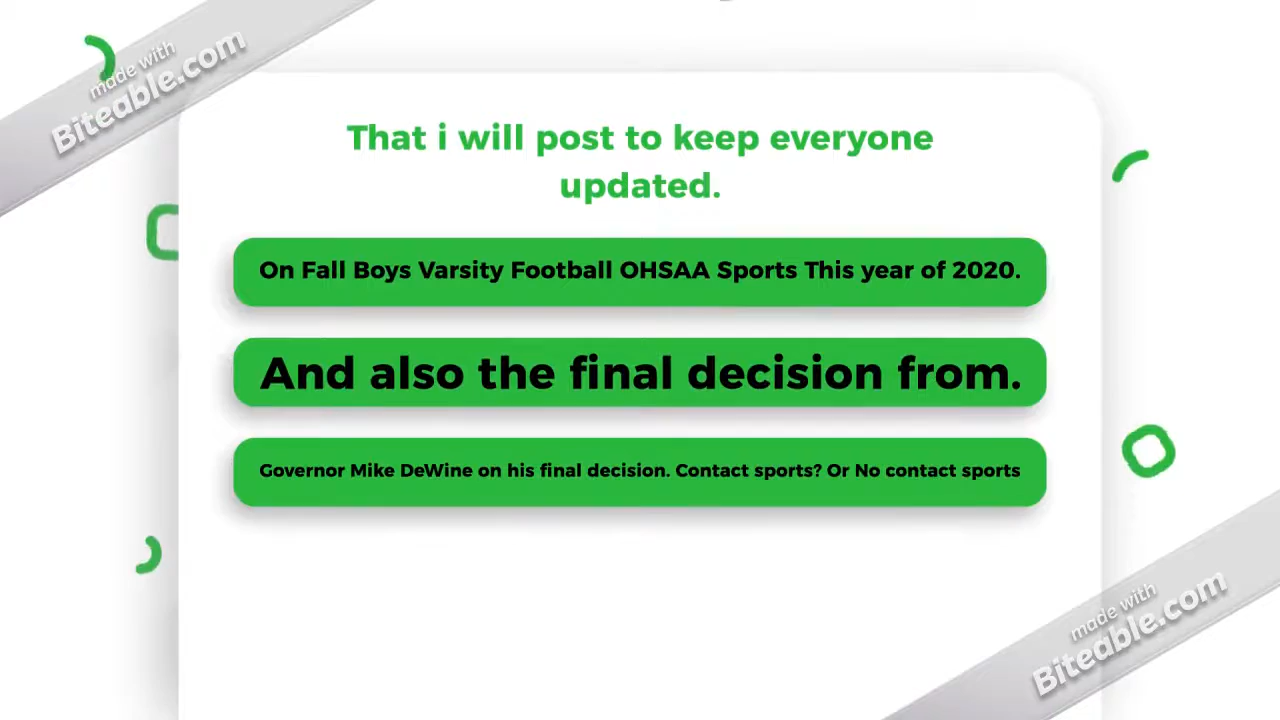 made with
Biteable.com
That i will post to keep everyone
updated.
On Fall Boys Varsity Football OHSAA Sports This year of 2020.
And also the final decision from.
Governor Mike DeWine on his final decision. Contact sports? Or No contact sports
made with
Biteable.com